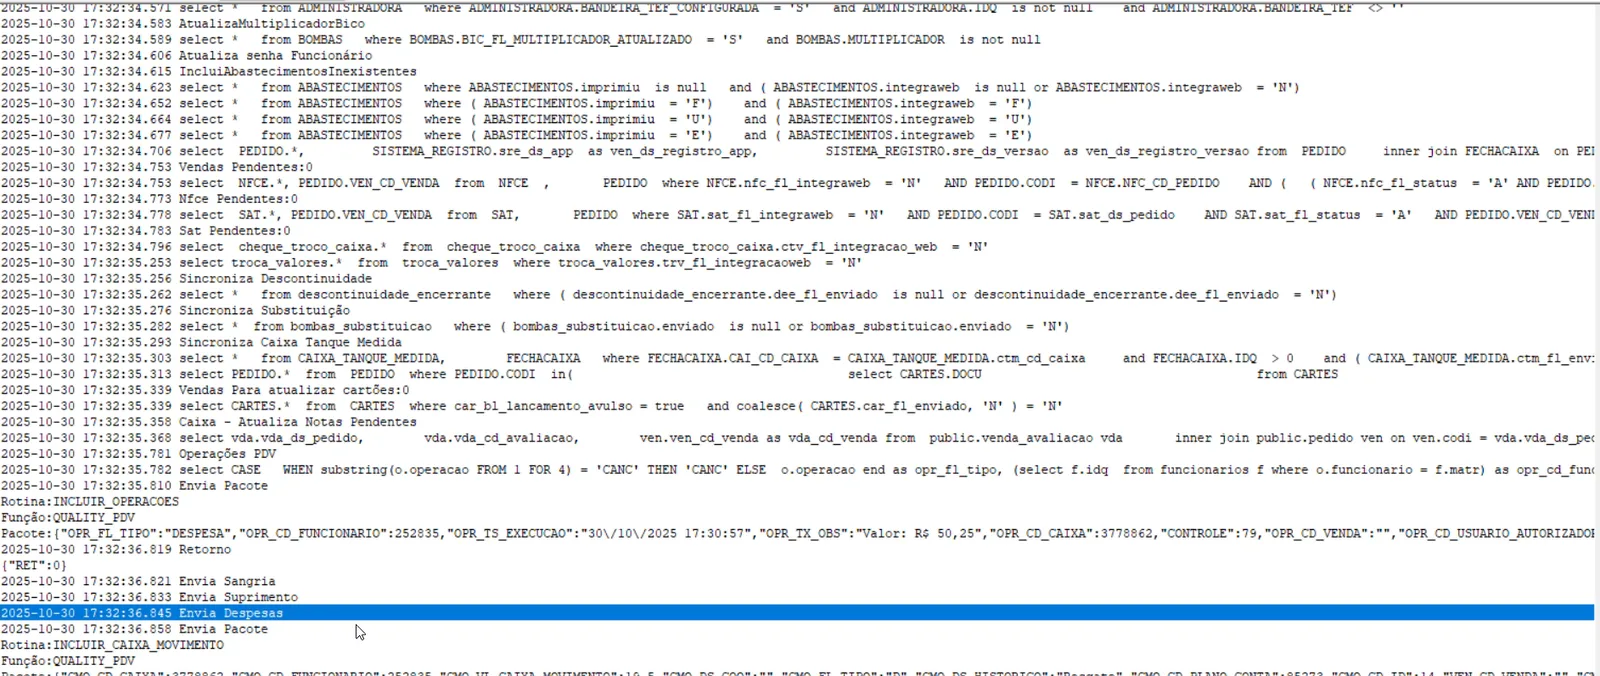 2025-10-30 17:32:34.571 select *  from ADMINISTRADORA   where ADMINISTRADORA.BANDEIRA_TEF_CONFIGURADA  = 'S'   and ADMINISTRADORA.IDQ  is not null   and ADMINISTRADORA.BANDEIRA_TEF  <> ''
2025-10-30 17:32:34.583 AtualizaMultiplicadorBico
2025-10-30 17:32:34.589 select *   from BOMBAS   where BOMBAS.BIC_FL_MULTIPLICADOR_ATUALIZADO  = 'S'   and BOMBAS.MULTIPLICADOR  is not null
2025-10-30 17:32:34.606 Atualiza senha Funcionário
2025-10-30 17:32:34.615 IncluiAbastecimentosInexistentes
2025-10-30 17:32:34.623 select *   from ABASTECIMENTOS   where ABASTECIMENTOS.imprimiu  is null   and ( ABASTECIMENTOS.integraweb  is null or ABASTECIMENTOS.integraweb  = 'N')
2025-10-30 17:32:34.652 select *   from ABASTECIMENTOS   where ( ABASTECIMENTOS.imprimiu  = 'F')    and ( ABASTECIMENTOS.integraweb  = 'F')
2025-10-30 17:32:34.664 select *   from ABASTECIMENTOS   where ( ABASTECIMENTOS.imprimiu  = 'U')    and ( ABASTECIMENTOS.integraweb  = 'U')
2025-10-30 17:32:34.677 select *   from ABASTECIMENTOS   where ( ABASTECIMENTOS.imprimiu  = 'E')    and ( ABASTECIMENTOS.integraweb  = 'E')
2025-10-30 17:32:34.706 select  PEDIDO.*,         SISTEMA_REGISTRO.sre_ds_app  as ven_ds_registro_app,         SISTEMA_REGISTRO.sre_ds_versao  as ven_ds_registro_versao from  PEDIDO     inner join FECHACAIXA  on PED
2025-10-30 17:32:34.753 Vendas Pendentes:0
2025-10-30 17:32:34.753 select  NFCE.*, PEDIDO.VEN_CD_VENDA  from  NFCE  ,       PEDIDO  where NFCE.nfc_fl_integraweb  = 'N'   AND PEDIDO.CODI  = NFCE.NFC_CD_PEDIDO    AND (   ( NFCE.nfc_fl_status  = 'A' AND PEDIDO.
2025-10-30 17:32:34.773 Nfce Pendentes:0
2025-10-30 17:32:34.778 select  SAT.*, PEDIDO.VEN_CD_VENDA  from  SAT,       PEDIDO  where SAT.sat_fl_integraweb  = 'N'   AND PEDIDO.CODI  = SAT.sat_ds_pedido    AND SAT.sat_fl_status  = 'A'   AND PEDIDO.VEN_CD_VEN
2025-10-30 17:32:34.783 Sat Pendentes:0
2025-10-30 17:32:34.796 select  cheque_troco_caixa.*  from  cheque_troco_caixa  where cheque_troco_caixa.ctv_fl_integracao_web  = 'N'
2025-10-30 17:32:35.253 select troca_valores.*  from  troca_valores  where troca_valores.trv_fl_integracaoweb  = 'N'
2025-10-30 17:32:35.256 Sincroniza Descontinuidade
2025-10-30 17:32:35.262 select *   from descontinuidade_encerrante   where ( descontinuidade_encerrante.dee_fl_enviado  is null or descontinuidade_encerrante.dee_fl_enviado  = 'N')
2025-10-30 17:32:35.276 Sincroniza Substituição
2025-10-30 17:32:35.282 select *  from bombas_substituicao   where ( bombas_substituicao.enviado  is null or bombas_substituicao.enviado  = 'N')
2025-10-30 17:32:35.293 Sincroniza Caixa Tanque Medida
2025-10-30 17:32:35.303 select *   from CAIXA_TANQUE_MEDIDA,       FECHACAIXA   where FECHACAIXA.CAI_CD_CAIXA  = CAIXA_TANQUE_MEDIDA.ctm_cd_caixa     and FECHACAIXA.IDQ  > 0    and ( CAIXA_TANQUE_MEDIDA.ctm_fl_envi
2025-10-30 17:32:35.313 select PEDIDO.*  from  PEDIDO  where PEDIDO.CODI  in(                                     select CARTES.DOCU                                     from CARTES
2025-10-30 17:32:35.339 Vendas Para atualizar cartões:0
2025-10-30 17:32:35.339 select CARTES.*  from  CARTES  where car_bl_lancamento_avulso = true   and coalesce( CARTES.car_fl_enviado, 'N' ) = 'N'
2025-10-30 17:32:35.358 Caixa - Atualiza Notas Pendentes
2025-10-30 17:32:35.368 select vda.vda_ds_pedido,        vda.vda_cd_avaliacao,        ven.ven_cd_venda as vda_cd_venda from  public.venda_avaliacao vda       inner join public.pedido ven on ven.codi = vda.vda_ds_ped
2025-10-30 17:32:35.781 Operações PDV
2025-10-30 17:32:35.782 select CASE   WHEN substring(o.operacao FROM 1 FOR 4) = 'CANC' THEN 'CANC' ELSE  o.operacao end as opr_fl_tipo, (select f.idq  from funcionarios f where o.funcionario = f.matr) as opr_cd_func
2025-10-30 17:32:35.810 Envia Pacote
Rotina:INCLUIR_OPERACOES
Função:QUALITY_PDV
Pacote:{"OPR_FL_TIPO":"DESPESA","OPR_CD_FUNCIONARIO":252835,"OPR_TS_EXECUCAO":"30\/10\/2025 17:30:57","OPR_TX_OBS":"Valor: R$ 50,25","OPR_CD_CAIXA":3778862,"CONTROLE":79,"OPR_CD_VENDA":"","OPR_CD_USUARIO_AUTORIZADOR
2025-10-30 17:32:36.819 Retorno
{"RET":0}
2025-10-30 17:32:36.821 Envia Sangria
2025-10-30 17:32:36.833 Envia Suprimento
2025-10-30 17:32:36.845 Envia Despesas
2025-10-30 17:32:36.858 Envia Pacote
Rotina:INCLUIR_CAIXA_MOVIMENTO
Função:QUALITY_PDV